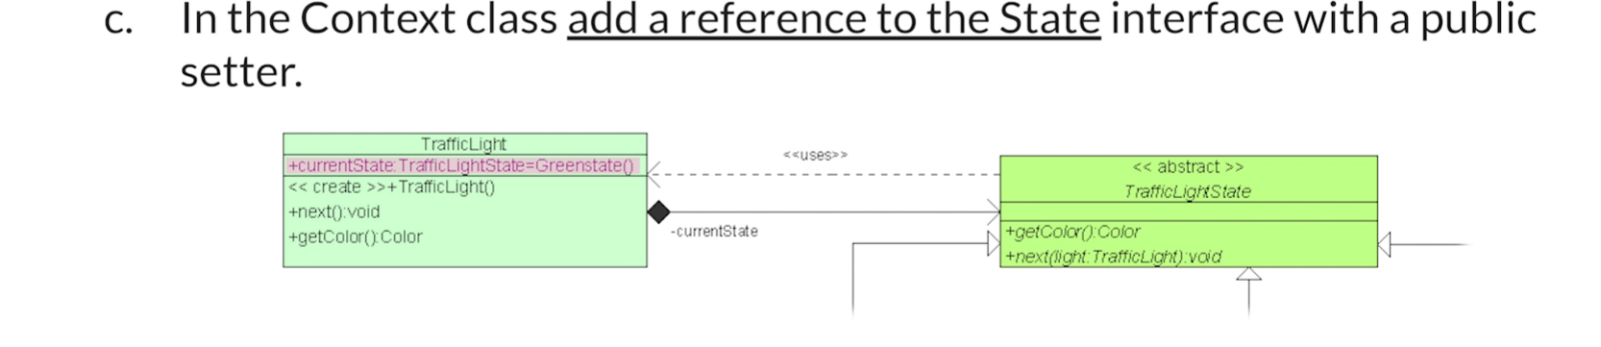 c. In the Context class add a reference to the State interface with a public
setter.
TrafficLight
+currentState:TrafficLightState=Greenstate()
<< create >>+TrafficLight()
+next():void
+getColor():Color
<<uses>>
-currentState
<< abstract >>
TrafficLightState
+getColor():Color
+next(light:TrafficLight):void